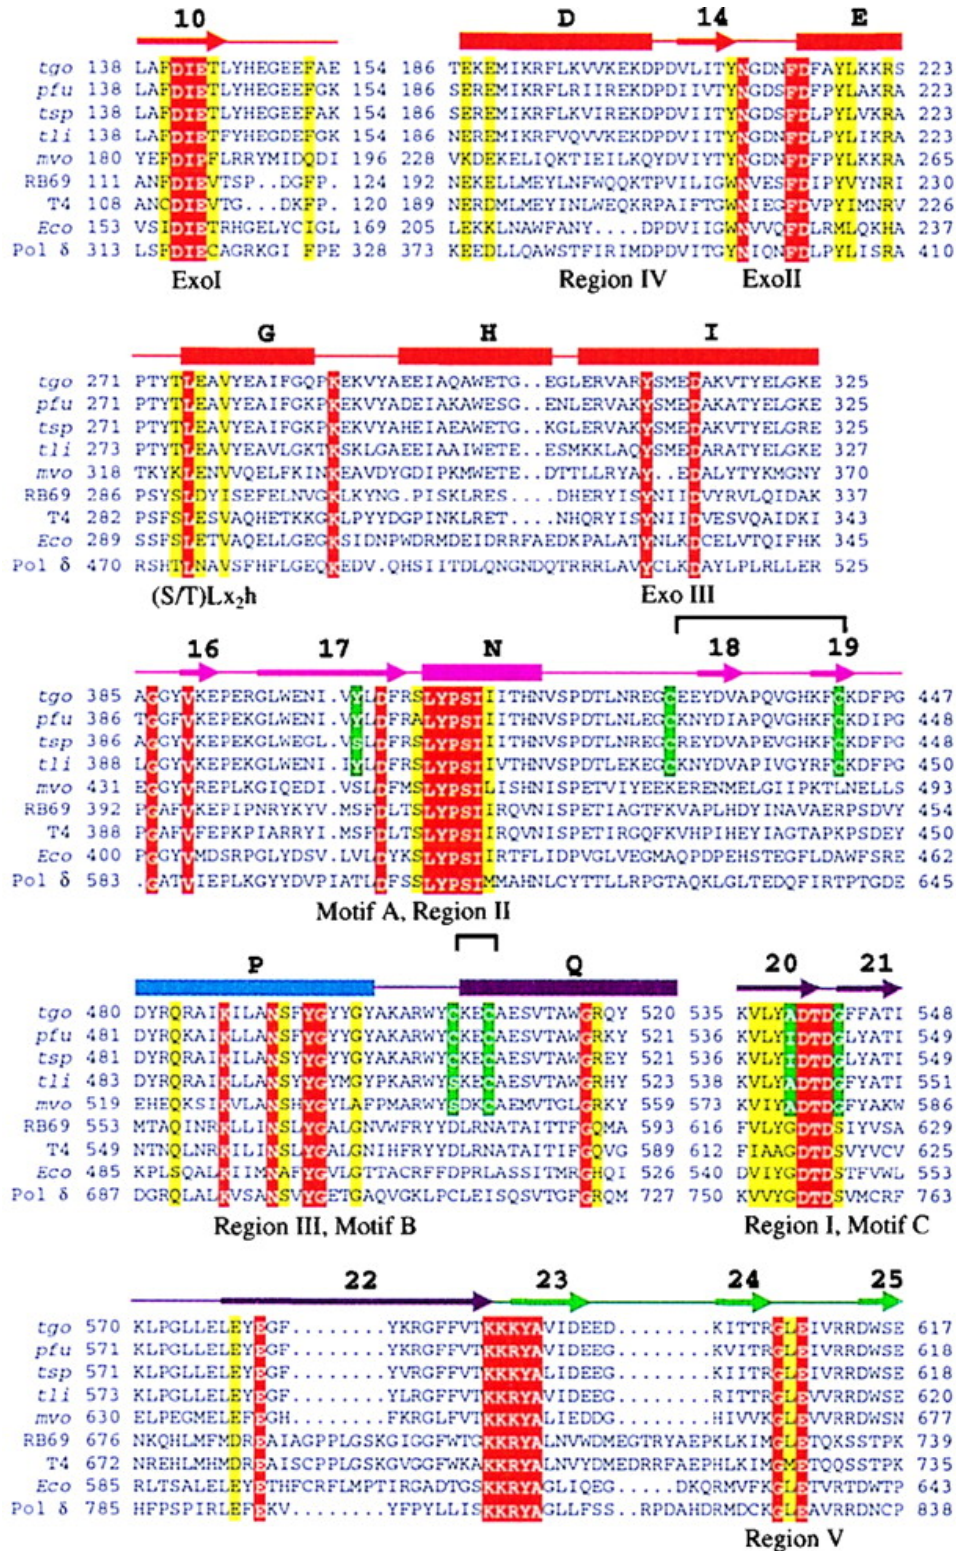 10 D 14 E
tgo 138 LAFDIETLYHEGEEFAE 154 186 TEKEMIKRFLKVVKEKDPDVLITYNGDNFDFAYLKKRS 223
pfu 138 LAFDIETLYHEGEEFGK 154 186 SEREMIKRFLRIIREKDPDIIVTYNGDSFDFPYLAKRA 223
tsp 138 LAFDIETLYHEGEEFAK 154 186 SEREMIKRFLKVIREKDPDVIITYNGDSFDLPYLVKRA 223
tli 138 LAFDIETFYHEGDEFGK 154 186 NEREMIKRFVQVVKEKDPDVIITYNGDNFDLPYLIKRA 223
mvo 180 YEFDIPFLRRYMIDQDI 196 228 VKDEKELIQKTIEILKQYDVIYTYNGDNFDFPYLKKRA 265
RB69 111 ANFDIEVTSP..DGFP. 124 192 NEKELLMEYLNFWQQKTPVILIGWNVESFDIPYVYNRI 230
T4 108 ANCDIEVTG...DKFP. 120 189 NERDMLMEYINLWEQKRPAIFTGWNIEGFDVPYIMNRV 226
Eco 153 VSIDIETRHGELYCIGL 169 205 LEKKLNAWFANY....DPDVIIGWNVVQFDLRMLQKHA 237
Pol δ 313 LSFDIECAGRKGI FPE 328 373 KEEDLLQAWSTFIRIMDPDVITGYNIQNFDLPYLISRA 410
ExoI Region IV ExoII
G H I
tgo 271 PTYTLEAVYEAIFGQPKEKVYAEEIAQAWETG..EGLERVARYSMEDAKVTYELGKE 325
pfu 271 PTYTLEAVYEAIFGKPKEKVYADEIAKAWESG..ENLERVAKYSMEDAKATYELGKE 325
tsp 271 PTYTLEAVYEAIFGKPKEKVYAHEIAEAWETG..KGLERVAKYSMEDAKVTYELGRE 325
tli 273 PTYTLEAVYEAVLGKTKSKLGAEEIAAIWETE..ESMKKLAQYSMEDARATYELGKE 327
mvo 318 TKYKLENVVQELFKINKEAVDYGDIPKMWETE..DTTLLRYAY..EDALYTYKMGNY 370
RB69 286 PSYSLDYISEFELNVGKLKYNG.PISKLRES....DHERYISYNIIDVYRVLQIDAK 337
T4 282 PSFSLESVAQHETKKGKLPYYDGPINKLRET....NHQRYISYNIIDVESVQAIDKI 343
Eco 289 SSFSLETVAQELLGEGKSIDNPWDRMDEIDRRFAEDKPALATYNLKDCELVTQIFHK 345
Pol δ 470 RSHTLNAVSFHFLGEQKEDV.QHSIITDLQNGNDQTRRRLAVYCLKDAYLPLRLLER 525
(S/T)Lx2h Exo III
16 17 N 18 19
tgo 385 AGGYVKEPERGLWENI.VYLDFRSLYPSIIITHNVSPDTLNREGCEEYDVAPQVGHKFCKDFPG 447
pfu 386 TGGFVKEPEKGLWENI.VYLDFRALYPSIIITHNVSPDTLNLEGCKNYDIAPQVGHKFCKDIPG 448
tsp 386 AGGYVKEPEKGLWEGL.VSLDFRSLYPSIIITHNVSPDTLNREGCREYDVAPEVGHKFCKDFPG 448
tli 388 LGGYVKEPEKGLWENI.IYLDFRSLYPSIIVTHNVSPDTLEKEGCKNYDVAPIVGYRFCKDFPG 450
mvo 431 EGGYVREPLKGIQEDI.VSLDFMSLYPSILISHNISPETVIYEEKERENMELGIIPKTLNELLS 493
RB69 392 PGAFVKEPIPNRYKYV.MSFDLTSLYPSIIRQVNISPETIAGTFKVAPLHDYINAVAERPSDVY 454
T4 388 PGAFVFEPKPIARRYI.MSFDLTSLYPSIIRQVNISPETIRGQFKVHPIHEYIAGTAPKPSDEY 450
Eco 400 PGGYVMDSRPGLYDSV.LVLDYKSLYPSIIRTFLIDPVGLVEGMAQPDPEHSTEGFLDAWFSRE 462
Pol δ 583 .GATVIEPLKGYYDVPIATLDFSSLYPSIMMAHNLCYTTLLRPGTAQKLGLTEDQFIRTPTGDE 645
Motif A, Region II
P Q 20 21
tgo 480 DYRQRAIKILANSFYGYYGYAKARWYCKECAESVTAWGRQY 520 535 KVLYADTDGFFATI 548
pfu 481 DYRQKAIKLLANSFYGYYGYAKARWYCKECAESVTAWGRKY 521 536 KVLYIDTDGLYATI 549
tsp 481 DYRQRAIKILANSYYGYYGYAKARWYCKECAESVTAWGREY 521 536 KVLYIDTDGLYATI 549
tli 483 DYRQRAIKLLANSYYGYMGYPKARWYSKECAESVTAWGRHY 523 538 KVLYADTDGFYATI 551
mvo 519 EHEQKSIKVLANSHYGYLAFPMARWYSDKCAEMVTGLGRKY 559 573 KVIYADTDGFYAKW 586
RB69 553 MTAQINRKLLINSLYGALGNVWFRYYDLRNATAITTFGQMA 593 616 FVLYGDTDSIYVSA 629
T4 549 NTNQLNRKILINSLYGALGNIHFRYYDLRNATAITIFGQVG 589 612 FIAAGDTDSVYVCV 625
Eco 485 KPLSQALKIIMNAFYGVLGTTACRFFDPRLASSITMRGHQI 526 540 DVIYGDTDSTFVWL 553
Pol δ 687 DGRQLALKVSANSVYGETGAQVGKLPCLEISQSVTGFGRQM 727 750 KVVYGDTDSVMCRF 763
Region III, Motif B Region I, Motif C
22 23 24 25
tgo 570 KLPGLLELEYEGF........YKRGFFVTKKKYAVIDEED........KITTRGLEIVRRDWSE 617
pfu 571 KLPGLLELEYEGF........YKRGFFVTKKRYAVIDEEG........KVITRGLEIVRRDWSE 618
tsp 571 KLPGLLELEYEGF........YVRGFFVTKKKYALIDEEG........KIITRGLEIVRRDWSE 618
tli 573 KLPGLLELEYEGF........YLRGFFVTKKRYAVIDEEG........RITTRGLEVVRRDWSE 620
mvo 630 ELPEGMELEFEGH........FKRGLFVTKKKYALIEDDG........HIVVKGLEVVRRDWSN 677
RB69 676 NKQHLMFMDREAIAGPPLGSKGIGGFWTGKKRYALNVWDMEGTRYAEPKLKIMGLETQKSSTPK 739
T4 672 NREHLMHMDREAISCPPLGSKGVGGFWKAKKRYALNVYDMEDRRFAEPHLKIMGMETQQSSTPK 735
Eco 585 RLTSALELEYETHFCRFLMPTIRGADTGSKKRYAGLIQEG.....DKQRMVFKGLETVRTDWTP 643
Pol δ 785 HFPSPIRLEFEKV.....YFPYLLISKKRYAGLLFSS..RPDAHDRMDCKGLEAVRRDNCP 838
Region V